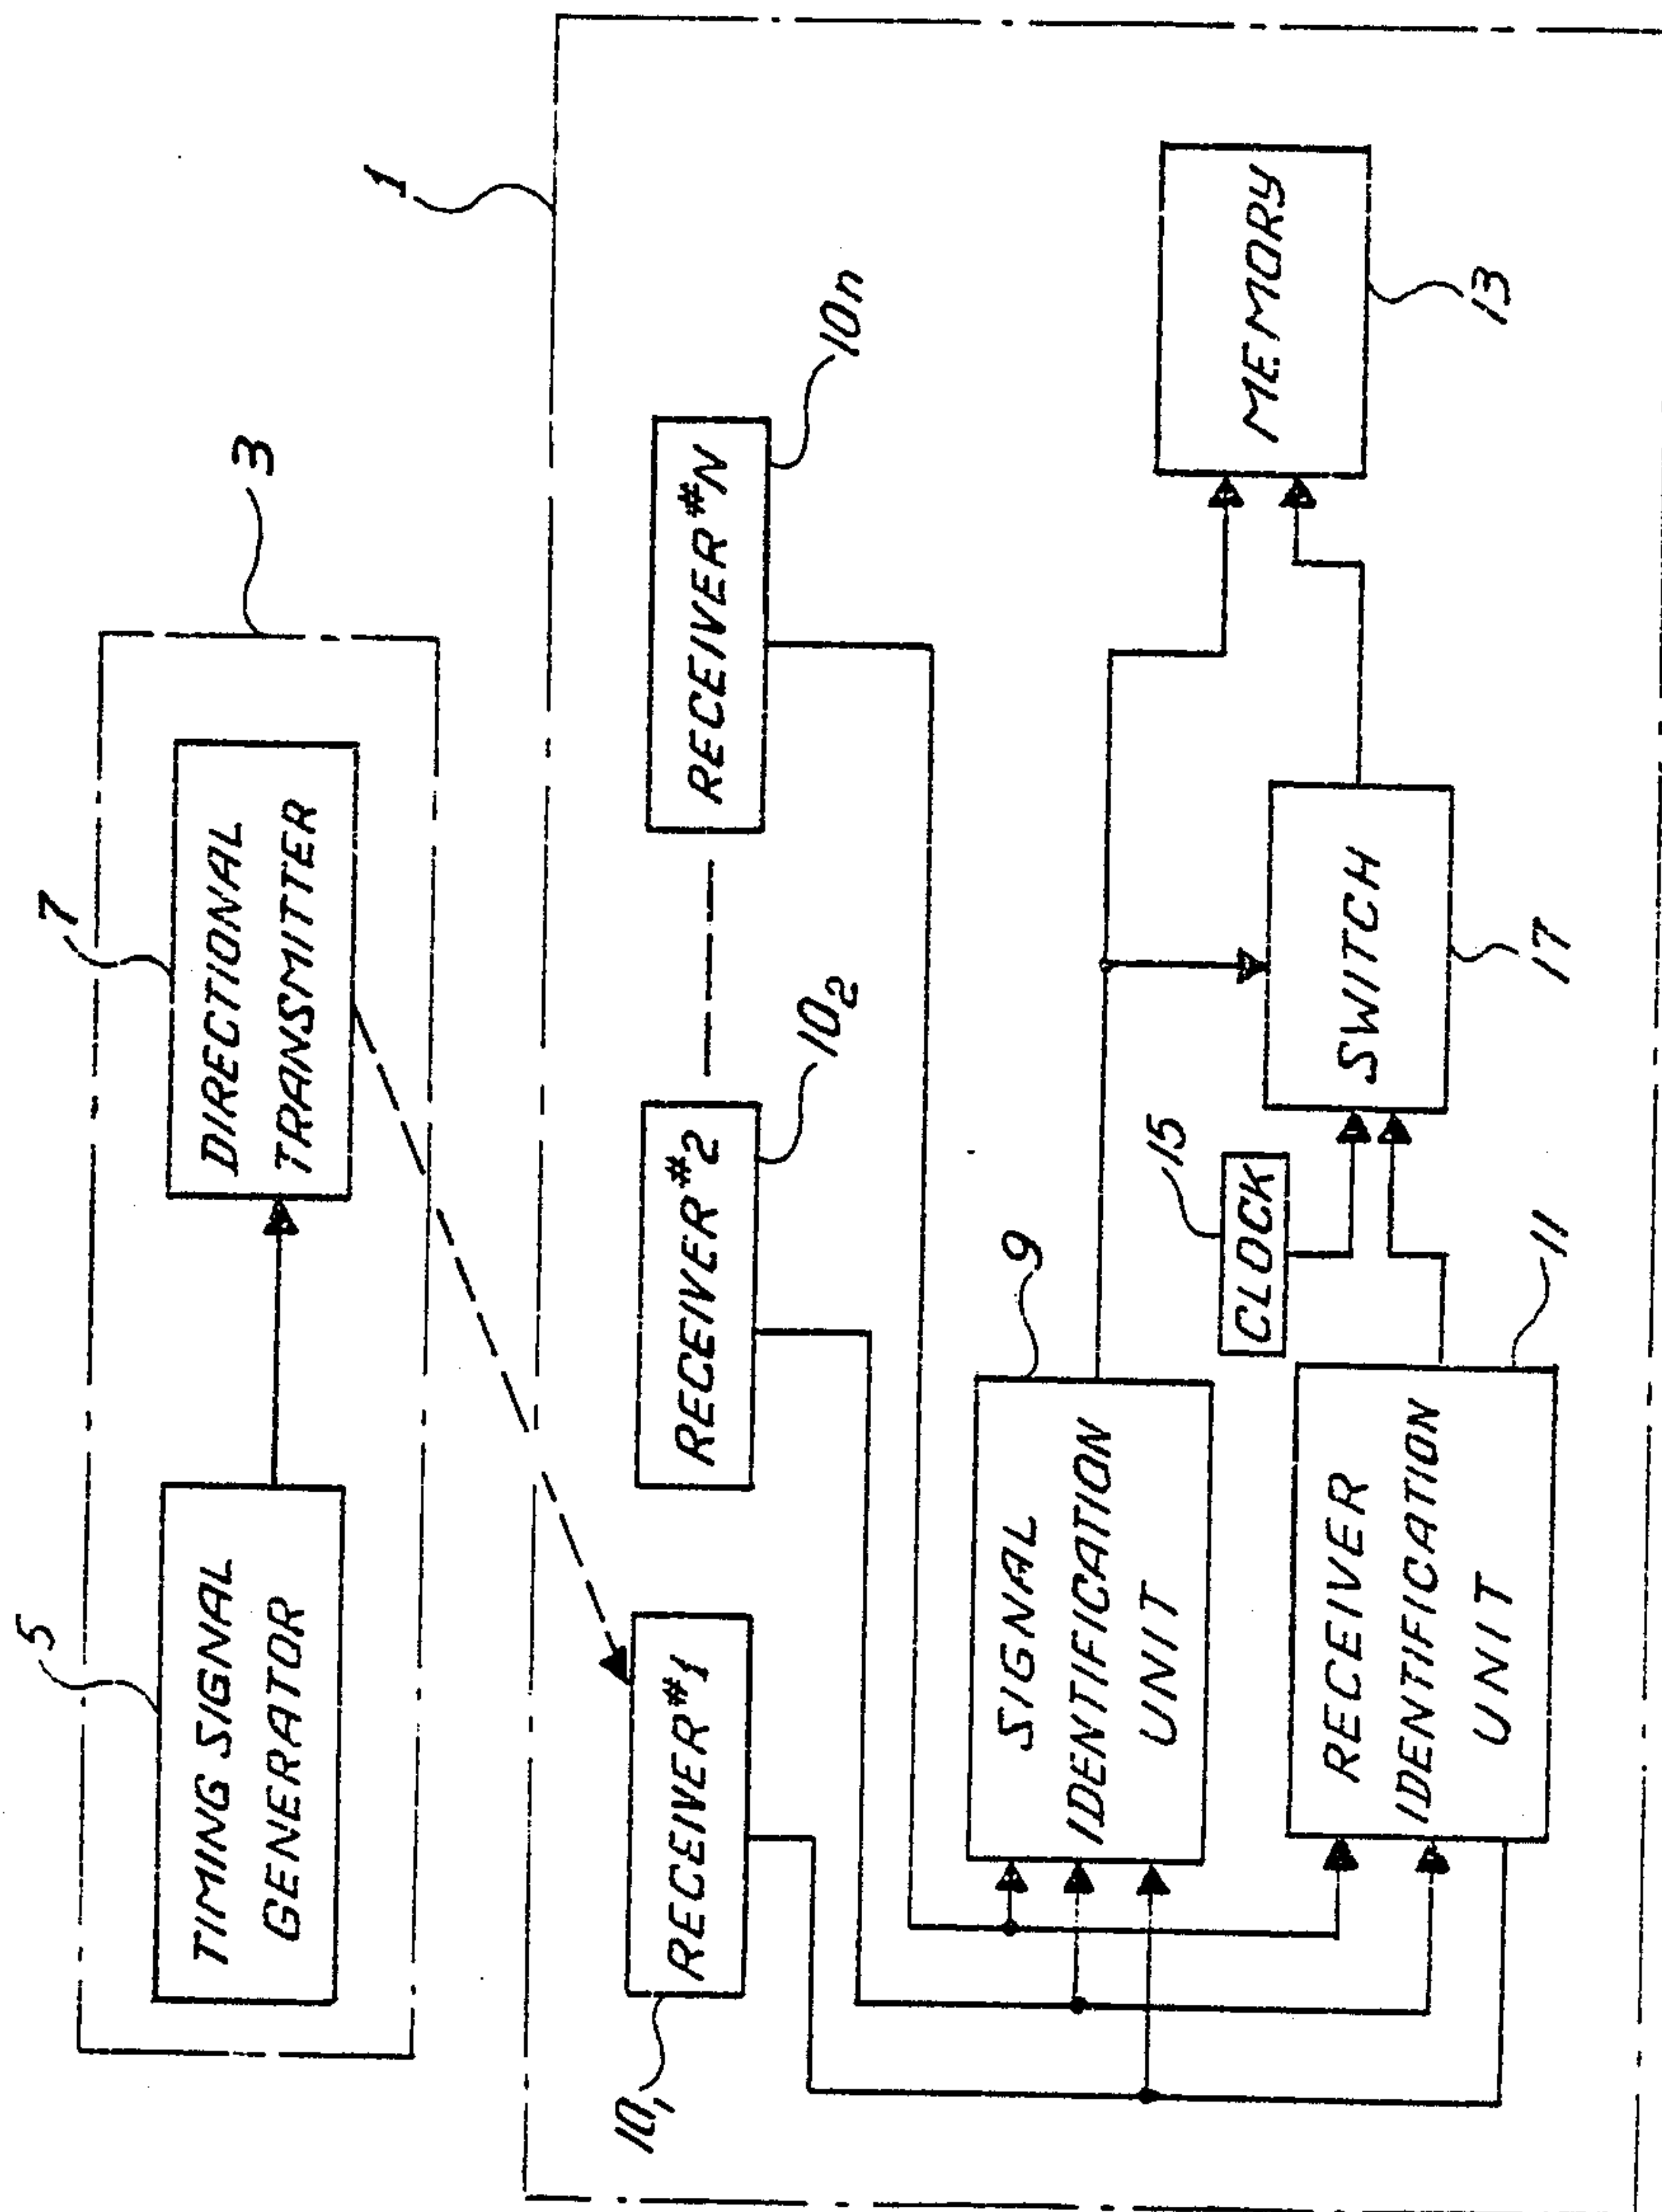 7
5
3
TIMING SIGNAL
GENERATOR
DIRECTIONAL
TRANSMITTER
1
10₁
RECEIVER #1
RECEIVER #2
10₂
RECEIVER #N
10n
9
SIGNAL
IDENTIFICATION
UNIT
15
CLOCK
MEMORY
13
SWITCH
17
RECEIVER
IDENTIFICATION
UNIT
11